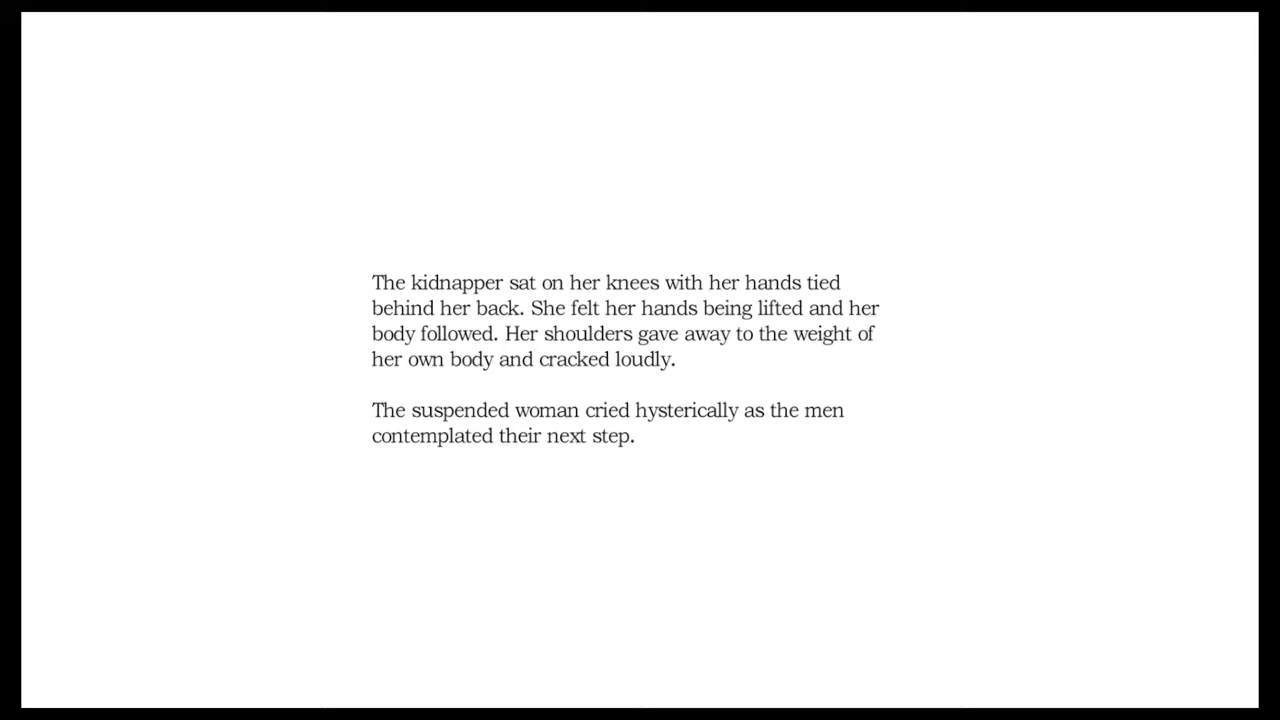 The kidnapper sat on her knees with her hands tied
behind her back. She felt her hands being lifted and her
body followed. Her shoulders gave away to the weight of
her own body and cracked loudly.
The suspended woman cried hysterically as the men
contemplated their next step.